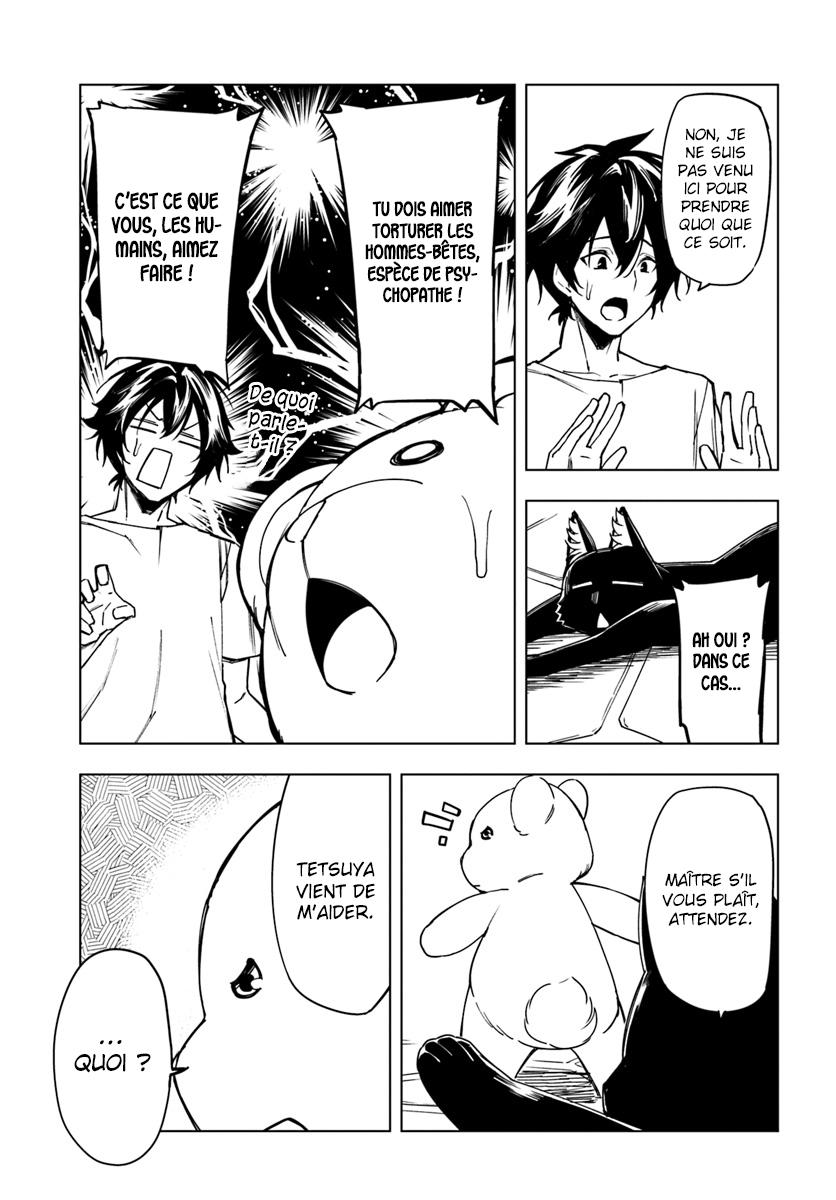 NON, JE
NE SUIS
PAS VENU
ICI POUR
PRENDRE
QUOI QUE
CE SOIT.
TU DOIS AIMER
TORTURER LES
HOMMES-BÊTES,
ESPÈCE DE PSY-
CHOPATHE !
C'EST CE QUE
VOUS, LES HU-
MAINS, AIMEZ
FAIRE !
De quoi
parle-
t-il ?
AH OUI ?
DANS CE
CAS...
MAÎTRE S'IL
VOUS PLAÎT,
ATTENDEZ.
!!
TETSUYA
VIENT DE
M'AIDER.
...
QUOI ?